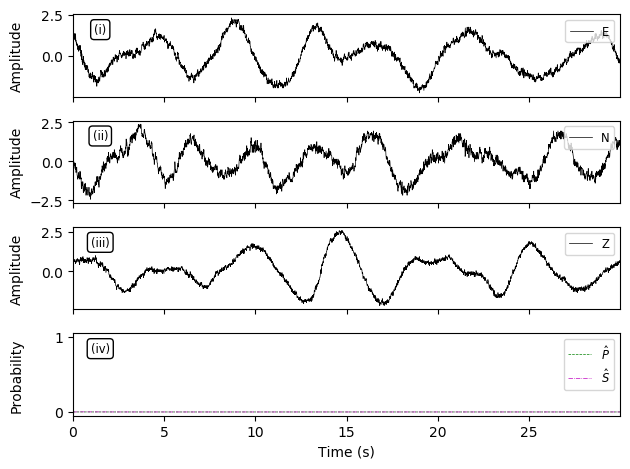 2.5
0.0
Amplitude
(i)
E
2.5
0.0
−2.5
Amplitude
(ii)
N
2.5
0.0
Amplitude
(iii)
Z
1
0
Probability
(iv)
P̂
Ŝ
0 5 10 15 20 25
Time (s)